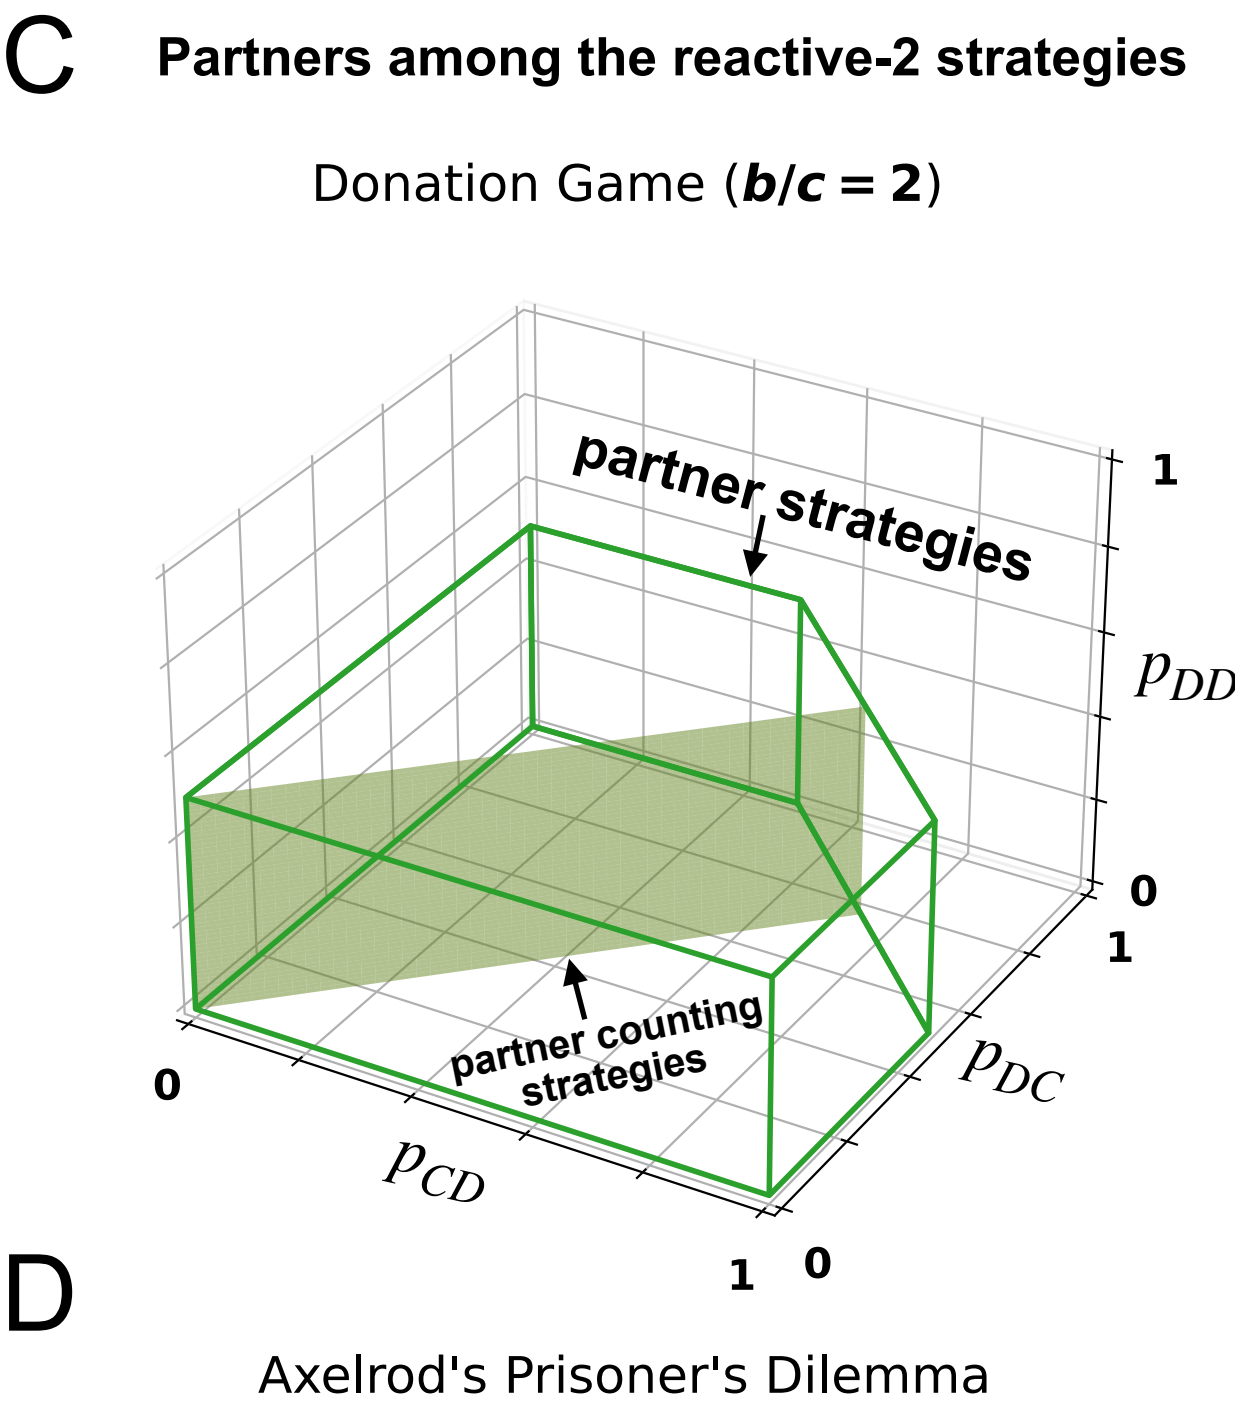 C
Partners among the reactive-2 strategies
Donation Game (b/c = 2)
partner strategies
1
p_DD
0
1
p_DC
partner counting
strategies
0
p_CD
1
0
D
Axelrod's Prisoner's Dilemma